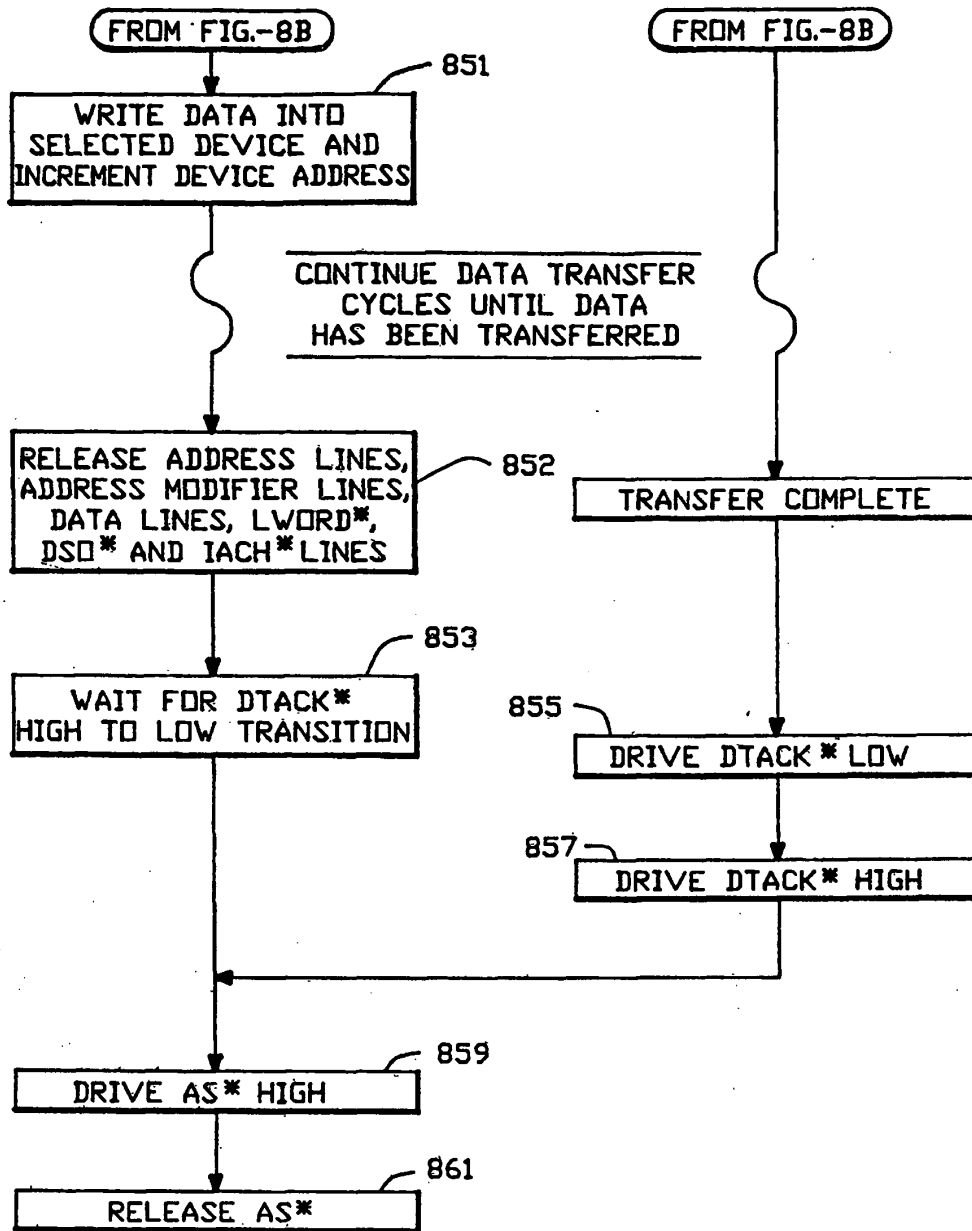 FROM FIG.-8B
FROM FIG.-8B
851
WRITE DATA INTO
SELECTED DEVICE AND
INCREMENT DEVICE ADDRESS
CONTINUE DATA TRANSFER
CYCLES UNTIL DATA
HAS BEEN TRANSFERRED
RELEASE ADDRESS LINES,
ADDRESS MODIFIER LINES,
DATA LINES, LWORD*,
DSO* AND IACH* LINES
852
TRANSFER COMPLETE
853
WAIT FOR DTACK*
HIGH TO LOW TRANSITION
855
DRIVE DTACK* LOW
857
DRIVE DTACK* HIGH
859
DRIVE AS* HIGH
861
RELEASE AS*